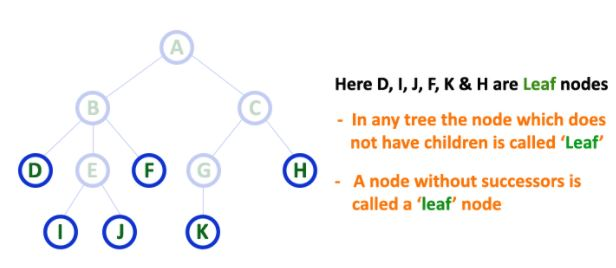 A
B
C
D
E
F
G
H
I
J
K
Here D, I, J, F, K & H are Leaf nodes
- In any tree the node which does
not have children is called ‘Leaf’
- A node without successors is
called a ‘leaf’ node